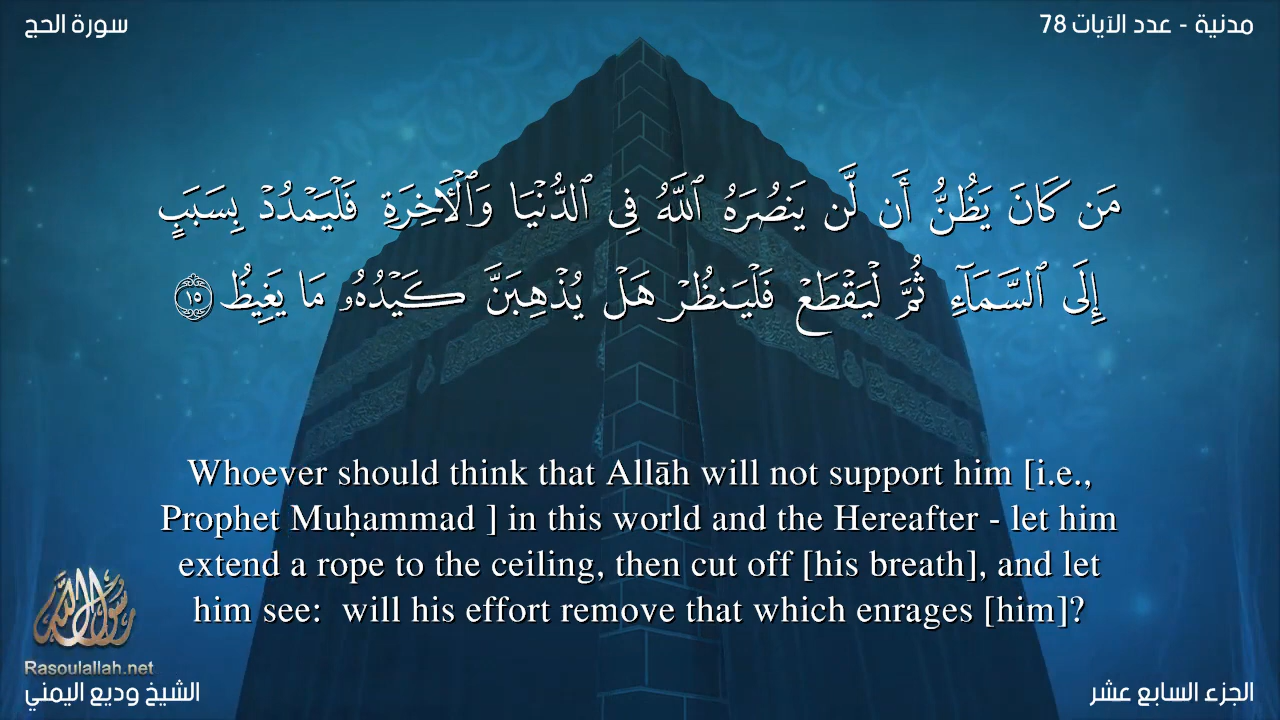 سورة الحج
مدنية - عدد الآيات 78
مَن كَانَ يَظُنُّ أَن لَّن يَنصُرَهُ ٱللَّهُ فِى ٱلدُّنْيَا وَٱلْـَٔاخِرَةِ فَلْيَمْدُدْ بِسَبَبٍ
إِلَى ٱلسَّمَآءِ ثُمَّ لْيَقْطَعْ فَلْيَنظُرْ هَلْ يُذْهِبَنَّ كَيْدُهُۥ مَا يَغِيظُ ١٥
Whoever should think that Allāh will not support him [i.e.,
Prophet Muḥammad ] in this world and the Hereafter - let him
extend a rope to the ceiling, then cut off [his breath], and let
him see:  will his effort remove that which enrages [him]?
رسول الله
Rasoulallah.net
الشيخ وديع اليمني
الجزء السابع عشر